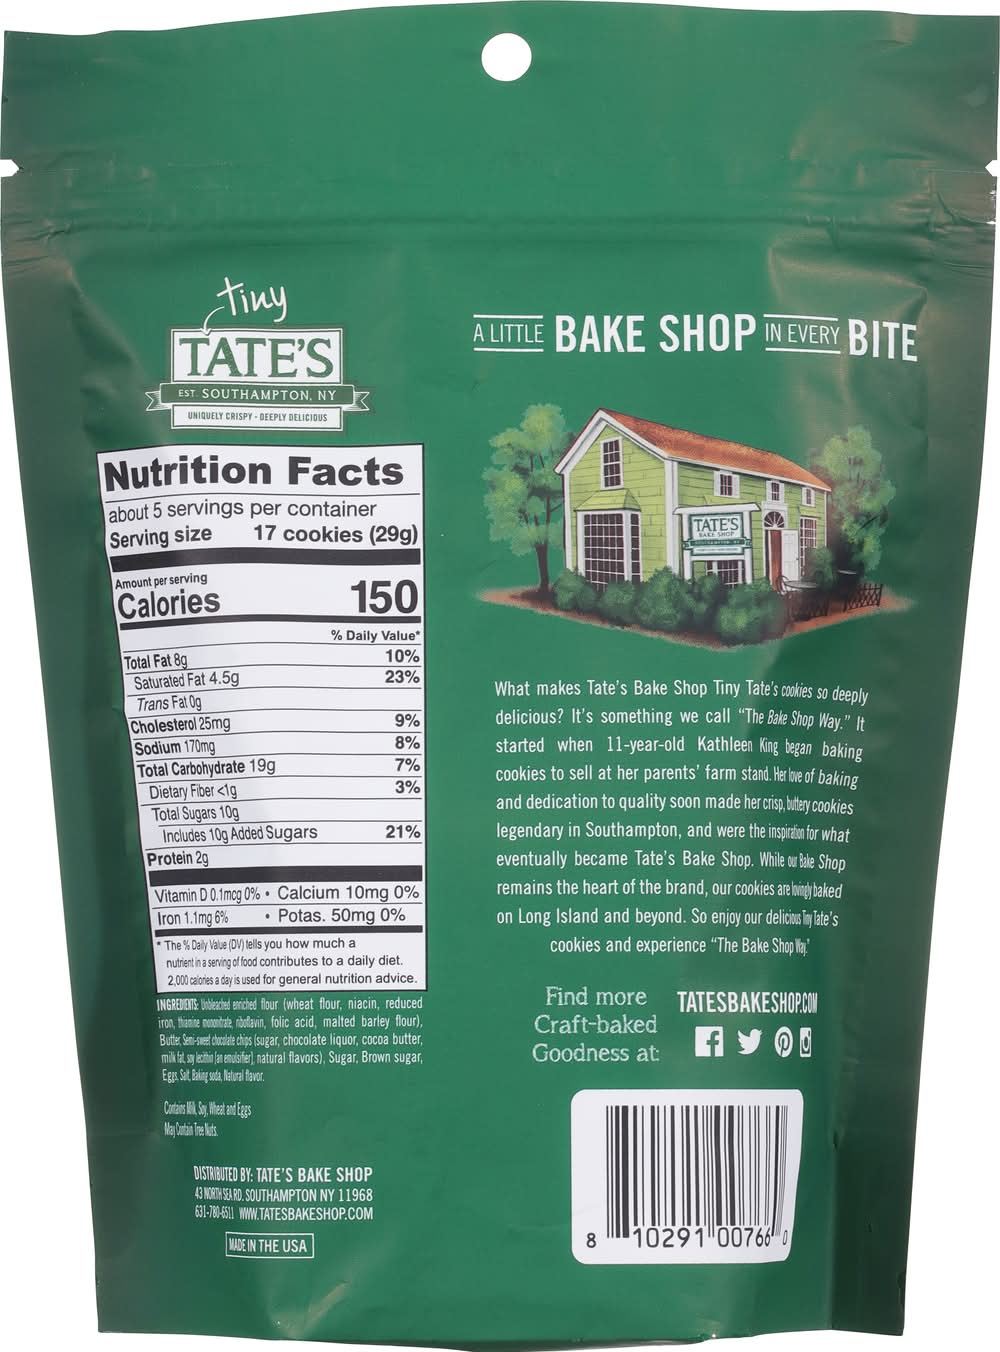 tiny
TATE'S
EST. SOUTHAMPTON, NY
UNIQUELY CRISPY - DEEPLY DELICIOUS
Nutrition Facts
about 5 servings per container
Serving size 17 cookies (29g)
Amount per serving
Calories 150
% Daily Value*
Total Fat 8g 10%
Saturated Fat 4.5g 23%
Trans Fat 0g
Cholesterol 25mg 9%
Sodium 170mg 8%
Total Carbohydrate 19g 7%
Dietary Fiber <1g 3%
Total Sugars 10g
Includes 10g Added Sugars 21%
Protein 2g
Vitamin D 0.1mcg 0% • Calcium 10mg 0%
Iron 1.1mg 6% • Potas. 50mg 0%
* The % Daily Value (DV) tells you how much a
nutrient in a serving of food contributes to a daily diet.
2,000 calories a day is used for general nutrition advice.
INGREDIENTS: Unbleached enriched flour (wheat flour, niacin, reduced
iron, thiamine mononitrate, riboflavin, folic acid, malted barley flour),
Butter, Semi-sweet chocolate chips (sugar, chocolate liquor, cocoa butter,
milk fat, soy lecithin [an emulsifier], natural flavors), Sugar, Brown sugar,
Eggs, Salt, Baking soda, Natural flavor.
Contains Milk, Soy, Wheat and Eggs
May Contain Tree Nuts.
DISTRIBUTED BY: TATE'S BAKE SHOP
43 NORTH SEA RD. SOUTHAMPTON NY 11968
631-780-6511 WWW.TATESBAKESHOP.COM
MADE IN THE USA
A LITTLE BAKE SHOP IN EVERY BITE
TATE'S
BAKE SHOP
What makes Tate's Bake Shop Tiny Tate's cookies so deeply
delicious? It's something we call “The Bake Shop Way.” It
started when 11-year-old Kathleen King began baking
cookies to sell at her parents' farm stand. Her love of baking
and dedication to quality soon made her crisp, buttery cookies
legendary in Southampton, and were the inspiration for what
eventually became Tate's Bake Shop. While our Bake Shop
remains the heart of the brand, our cookies are lovingly baked
on Long Island and beyond. So enjoy our delicious Tiny Tate's
cookies and experience “The Bake Shop Way.”
Find more
Craft-baked
Goodness at:
TATESBAKESHOP.COM
8 10291 00766 0